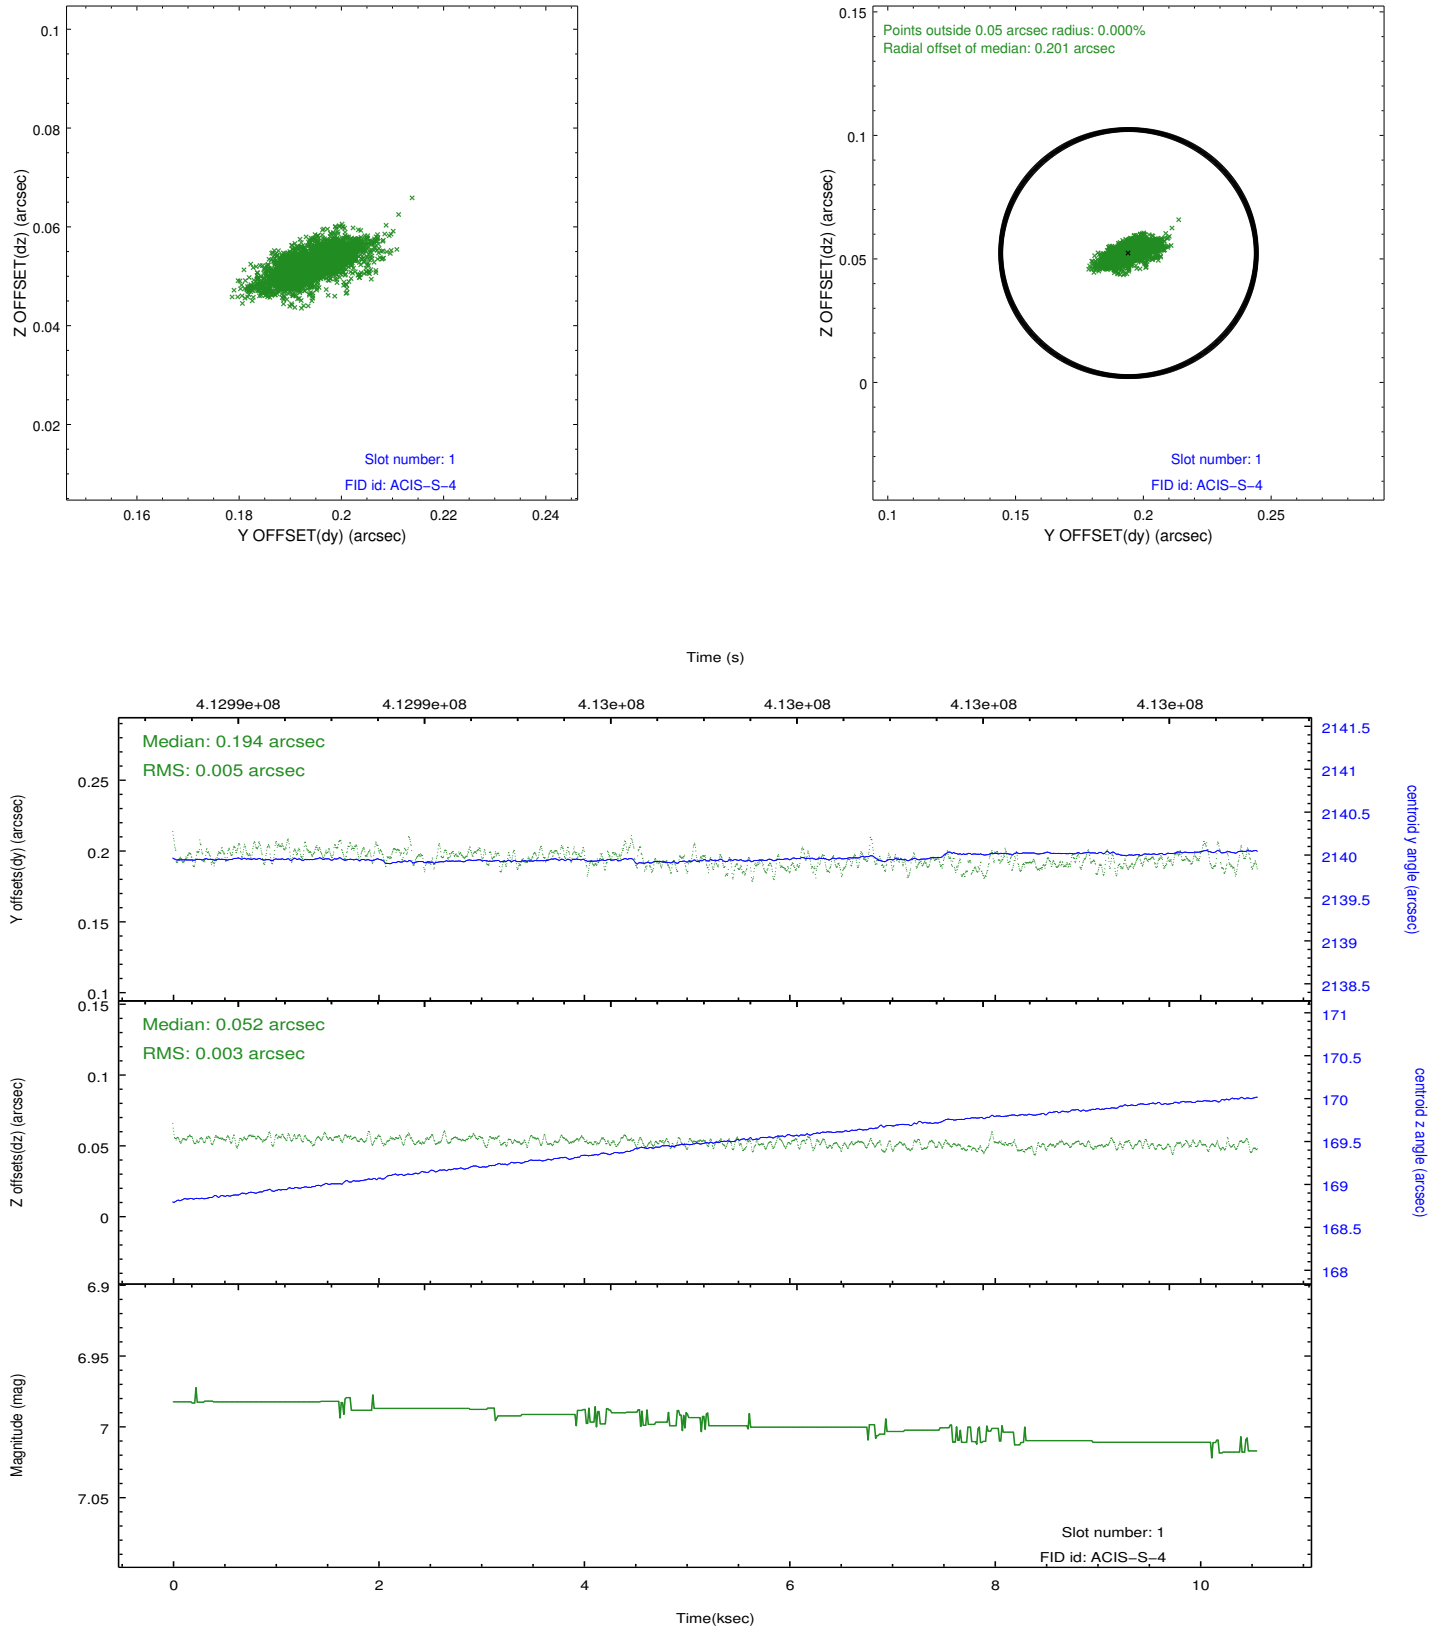 0.1
0.08
0.06
0.04
0.02
Z OFFSET(dz) (arcsec)
Slot number: 1
FID id: ACIS−S−4
0.16
0.18
0.2
0.22
0.24
Y OFFSET(dy) (arcsec)
0.15
0.1
0.05
0
Z OFFSET(dz) (arcsec)
Points outside 0.05 arcsec radius: 0.000%
Radial offset of median: 0.201 arcsec
Slot number: 1
FID id: ACIS−S−4
0.1
0.15
0.2
0.25
Y OFFSET(dy) (arcsec)
Time (s)
4.1299e+08
4.1299e+08
4.13e+08
4.13e+08
4.13e+08
4.13e+08
Median: 0.194 arcsec
RMS: 0.005 arcsec
0.25
0.2
0.15
0.1
Y offsets(dy) (arcsec)
2141.5
2141
2140.5
2140
2139.5
2139
2138.5
centroid y angle (arcsec)
Median: 0.052 arcsec
RMS: 0.003 arcsec
0.15
0.1
0.05
0
Z offsets(dz) (arcsec)
171
170.5
170
169.5
169
168.5
168
centroid z angle (arcsec)
6.9
6.95
7
7.05
Magnitude (mag)
Slot number: 1
FID id: ACIS−S−4
0
2
4
6
8
10
Time(ksec)